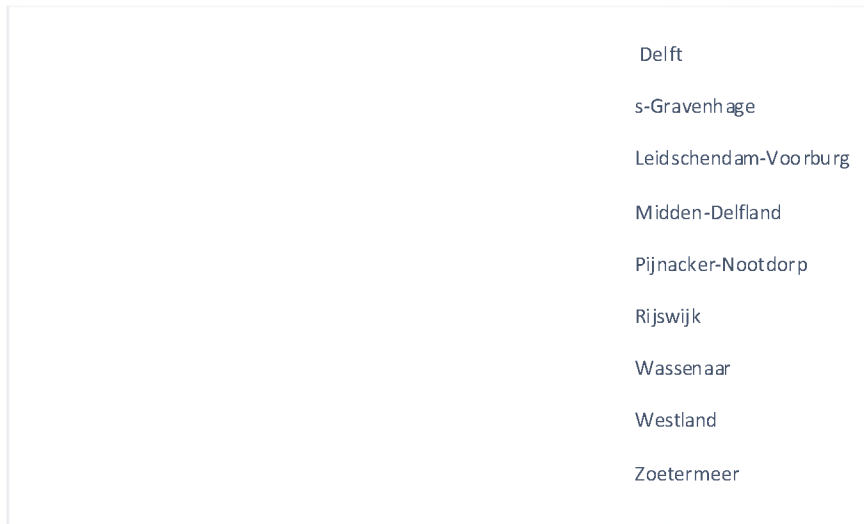 Delft
s-Gravenhage
Leidschendam-Voorburg
Midden-Delfland
Pijnacker-Nootdorp
Rijswijk
Wassenaar
Westland
Zoetermeer